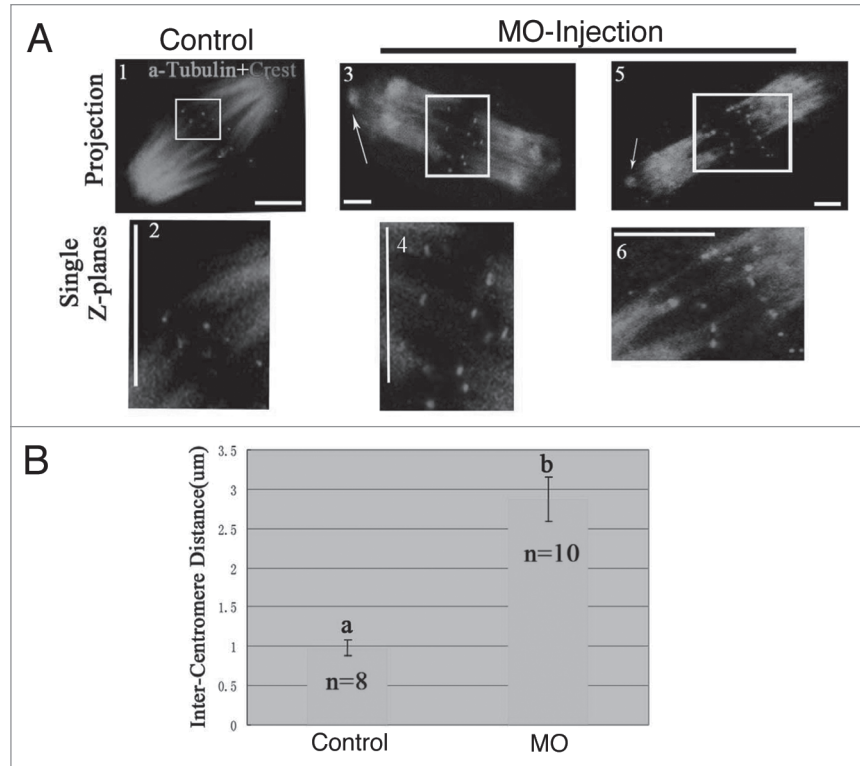 A
Control
MO-Injection
Projection
1
a-Tubulin+Crest
3
5
Single
Z-planes
2
4
6
B
Inter-Centromere Distance(um)
3.5
3
2.5
2
1.5
1
0.5
0
a
n=8
b
n=10
Control
MO